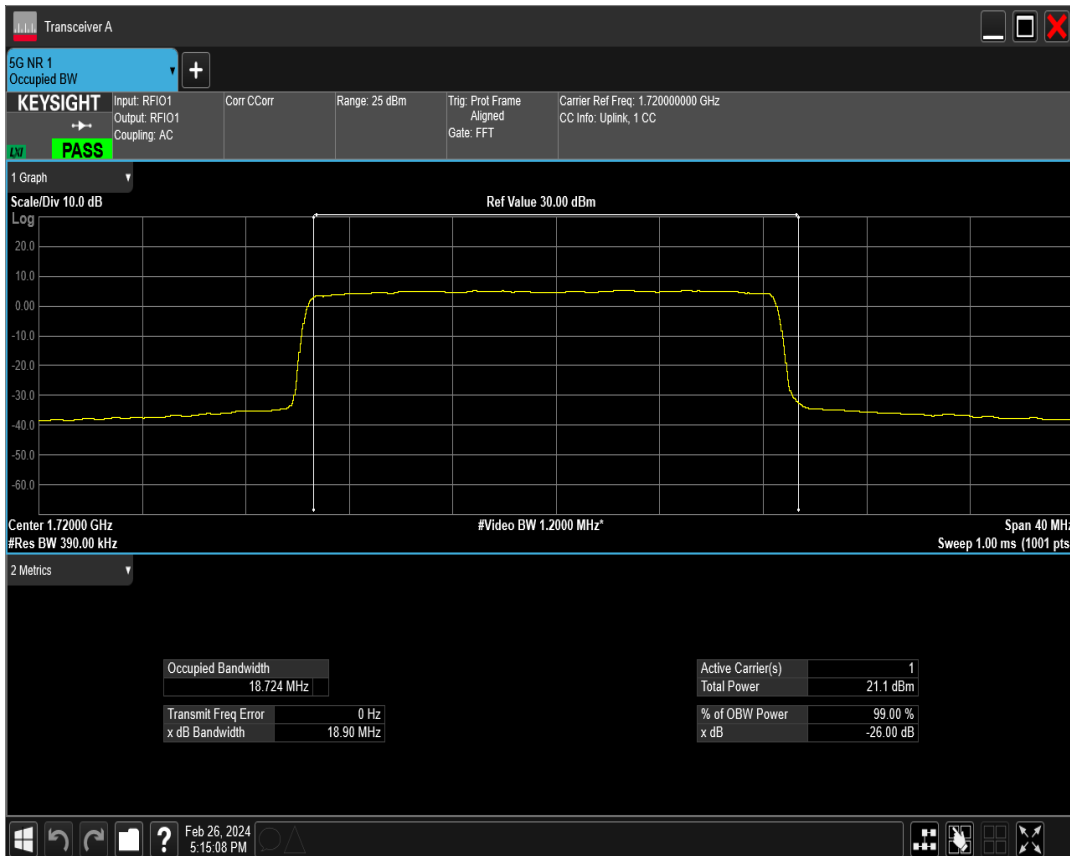 Transceiver A
5G NR 1
Occupied BW
+
KEYSIGHT
LXI
PASS
Input: RFIO1
Output: RFIO1
Coupling: AC
Corr CCorr
Range: 25 dBm
Trig: Prot Frame
Aligned
Gate: FFT
Carrier Ref Freq: 1.720000000 GHz
CC Info: Uplink, 1 CC
1 Graph
Scale/Div 10.0 dB
Ref Value 30.00 dBm
Log
20.0
10.0
0.00
-10.0
-20.0
-30.0
-40.0
-50.0
-60.0
Center 1.72000 GHz
#Video BW 1.2000 MHz*
Span 40 MHz
#Res BW 390.00 kHz
Sweep 1.00 ms (1001 pts
2 Metrics
Occupied Bandwidth
18.724 MHz
Transmit Freq Error 0 Hz
x dB Bandwidth 18.90 MHz
Active Carrier(s) 1
Total Power 21.1 dBm
% of OBW Power 99.00 %
x dB -26.00 dB
?
Feb 26, 2024
5:15:08 PM